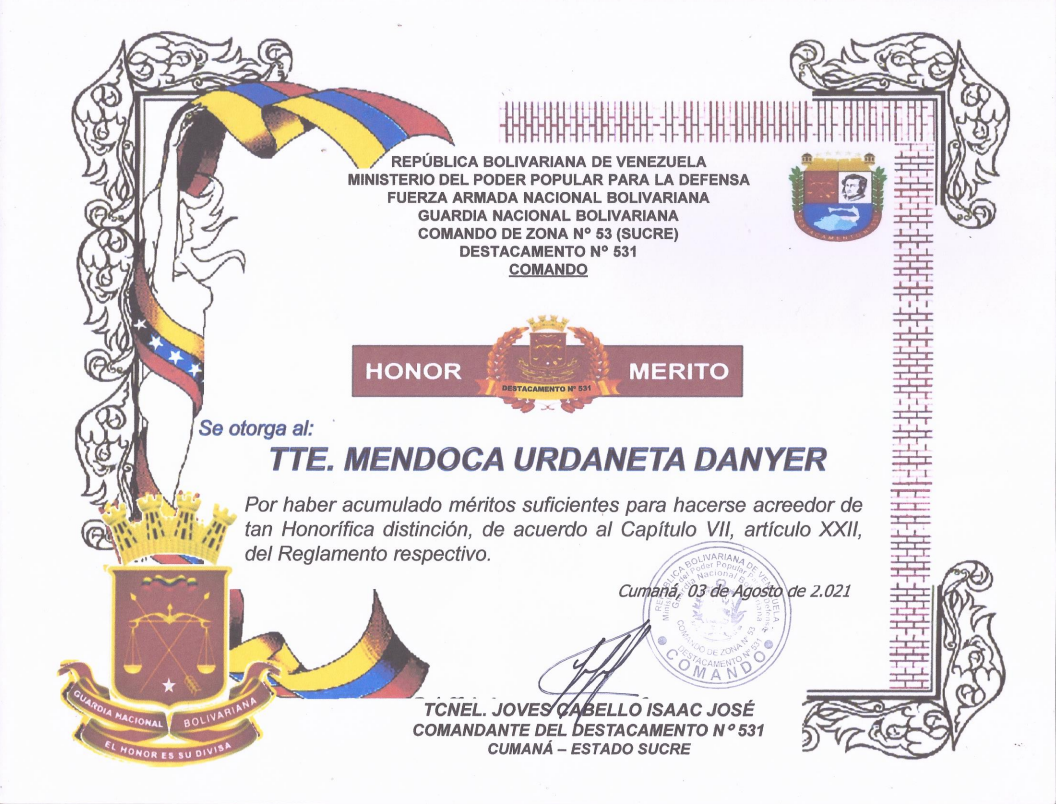 REPÚBLICA BOLIVARIANA DE VENEZUELA
MINISTERIO DEL PODER POPULAR PARA LA DEFENSA
FUERZA ARMADA NACIONAL BOLIVARIANA
GUARDIA NACIONAL BOLIVARIANA
COMANDO DE ZONA Nº 53 (SUCRE)
DESTACAMENTO Nº 531
COMANDO
HONOR MERITO
DESTACAMENTO Nº 531
Se otorga al:
TTE. MENDOCA URDANETA DANYER
Por haber acumulado méritos suficientes para hacerse acreedor de
tan Honorífica distinción, de acuerdo al Capítulo VII, artículo XXII,
del Reglamento respectivo.
Cumaná, 03 de Agosto de 2.021
REPÚBLICA BOLIVARIANA DE VENEZUELA
Ministerio del Poder Popular Para la Defensa
Guardia Nacional Bolivariana
COMANDO DE ZONA Nº 53
DESTACAMENTO Nº 531
COMANDO
TCNEL. JOVES CABELLO ISAAC JOSÉ
COMANDANTE DEL DESTACAMENTO Nº 531
CUMANÁ – ESTADO SUCRE
GUARDIA NACIONAL BOLIVARIANA
EL HONOR ES SU DIVISA